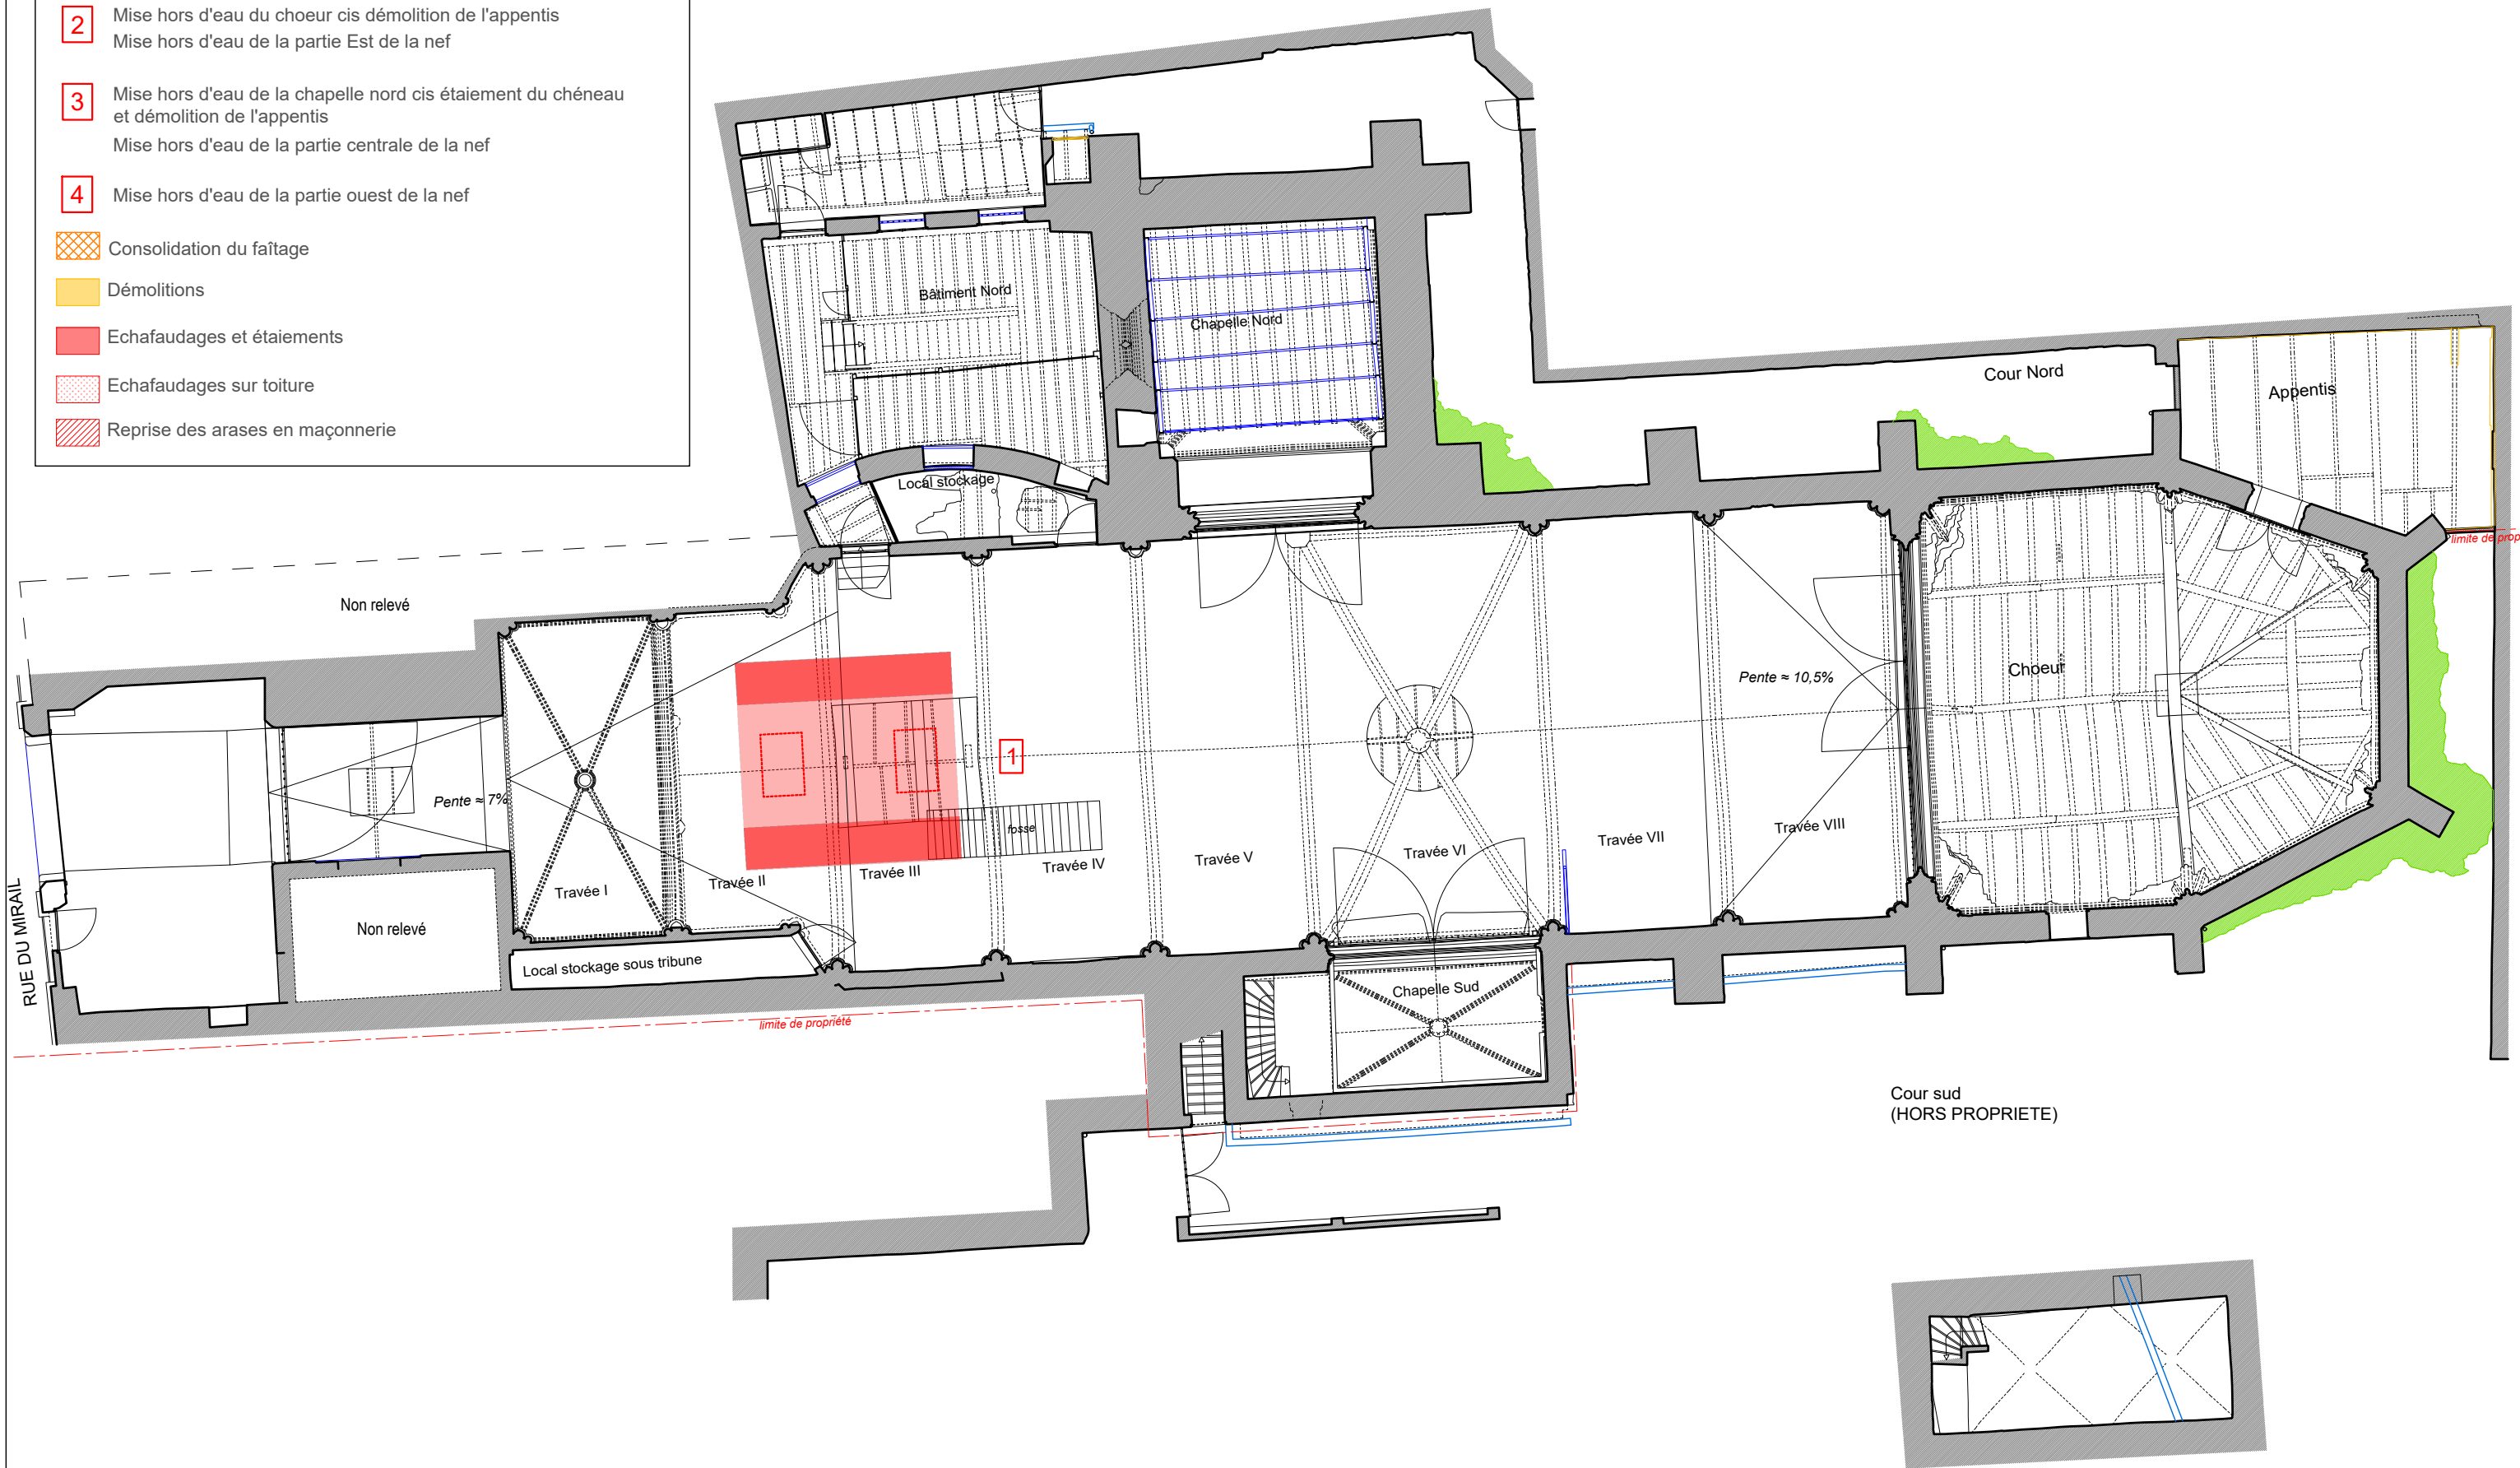 2
Mise hors d'eau du choeur cis démolition de l'appentis
Mise hors d'eau de la partie Est de la nef
3
Mise hors d'eau de la chapelle nord cis étaiement du chéneau
et démolition de l'appentis
Mise hors d'eau de la partie centrale de la nef
4
Mise hors d'eau de la partie ouest de la nef
Consolidation du faîtage
Démolitions
Echafaudages et étaiements
Echafaudages sur toiture
Reprise des arases en maçonnerie
Bâtiment Nord
Chapelle Nord
Cour Nord
Appentis
Local stockage
limite de prop
Non relevé
Choeur
Pente ≈ 10,5%
1
Pente ≈ 7%
fosse
Travée I
Travée II
Travée III
Travée IV
Travée V
Travée VI
Travée VII
Travée VIII
RUE DU MIRAIL
Non relevé
Local stockage sous tribune
Chapelle Sud
limite de propriété
Cour sud
(HORS PROPRIETE)